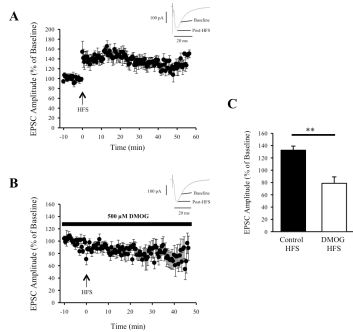 A
EPSC Amplitude (% of Baseline)
200
180
160
140
120
100
80
60
40
20
0
-10 0 10 20 30 40 50 60
HFS
Time (min)
100 pA
Baseline
Post-HFS
20 ms
B
EPSC Amplitude (% of Baseline)
200
180
160
140
120
100
80
60
40
20
0
500 µM DMOG
-10 0 10 20 30 40 50 60
HFS
Time (min)
100 pA
Baseline
Post-HFS
20 ms
C
EPSC Amplitude (% of Baseline)
160
140
120
100
80
60
40
20
0
**
Control
HFS
DMOG
HFS